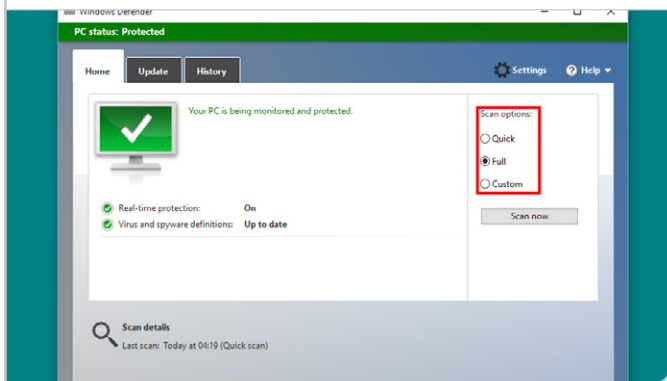 Windows Defender
PC status: Protected
Home Update History Settings Help
Your PC is being monitored and protected.
Scan options:
Quick
Full
Custom
Real-time protection: On
Virus and spyware definitions: Up to date
Scan now
Scan details
Last scan: Today at 04:19 (Quick scan)